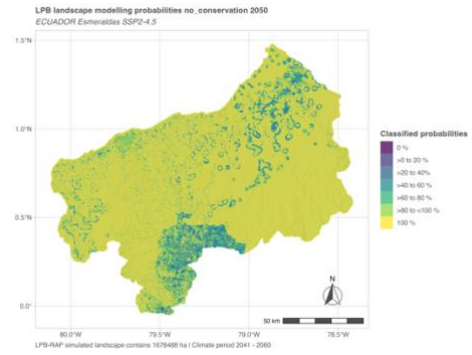 LPB landscape modelling probabilities no_conservation 2050
ECUADOR Esmeraldas SSP2-4.5
1.5°N
1.0°N
0.5°N
0.0°
80.0°W
79.5°W
79.0°W
78.5°W
Classified probabilities
0 %
>0 to 20 %
>20 to 40%
>40 to 60 %
>60 to 80 %
>80 to <100 %
100 %
N
50 km
LPB-RAP simulated landscape contains 1678488 ha I Climate period 2041 - 2060